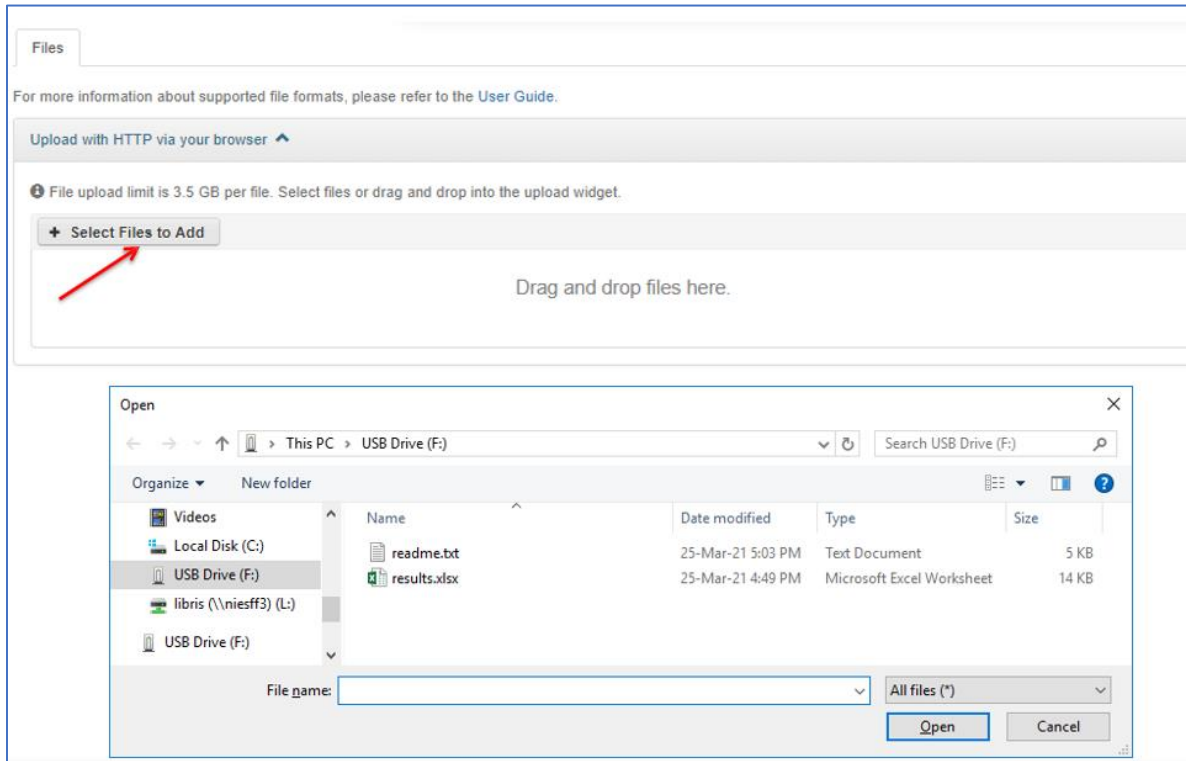 Files
For more information about supported file formats, please refer to the User Guide.
Upload with HTTP via your browser
File upload limit is 3.5 GB per file. Select files or drag and drop into the upload widget.
+ Select Files to Add
Drag and drop files here.
Open
This PC > USB Drive (F:)
Search USB Drive (F:)
Organize
New folder
Videos
Local Disk (C:)
USB Drive (F:)
libris (\\niesff3) (L:)
USB Drive (F:)
Name Date modified Type Size
readme.txt 25-Mar-21 5:03 PM Text Document 5 KB
results.xlsx 25-Mar-21 4:49 PM Microsoft Excel Worksheet 14 KB
File name:
All files (*)
Open
Cancel